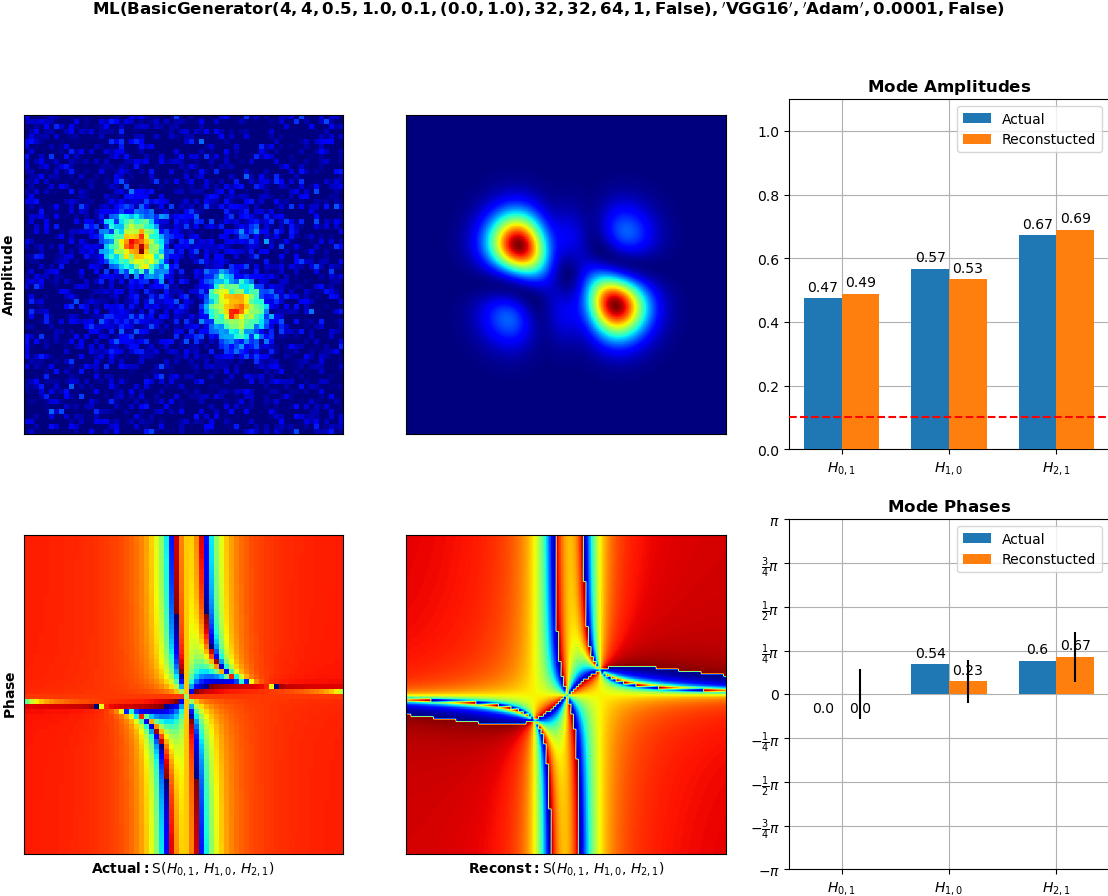 ML(BasicGenerator(4, 4, 0.5, 1.0, 0.1, (0.0, 1.0), 32, 32, 64, 1, False), ′VGG16′, ′Adam′, 0.0001, False)
Amplitude
Mode Amplitudes
Actual
Reconstucted
1.0
0.8
0.6
0.4
0.2
0.0
0.47
0.49
0.57
0.53
0.67
0.69
H0, 1
H1, 0
H2, 1
Phase
Actual: S(H0, 1, H1, 0, H2, 1)
Reconst: S(H0, 1, H1, 0, H2, 1)
Mode Phases
Actual
Reconstucted
π
3/4π
1/2π
1/4π
0
−1/4π
−1/2π
−3/4π
−π
0.0
0.0
0.54
0.23
0.6
0.67
H0, 1
H1, 0
H2, 1